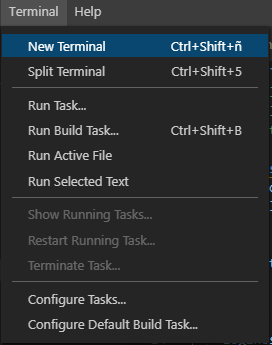 Terminal Help
New Terminal Ctrl+Shift+ñ
Split Terminal Ctrl+Shift+5
Run Task...
Run Build Task... Ctrl+Shift+B
Run Active File
Run Selected Text
Show Running Tasks...
Restart Running Task...
Terminate Task...
Configure Tasks...
Configure Default Build Task...